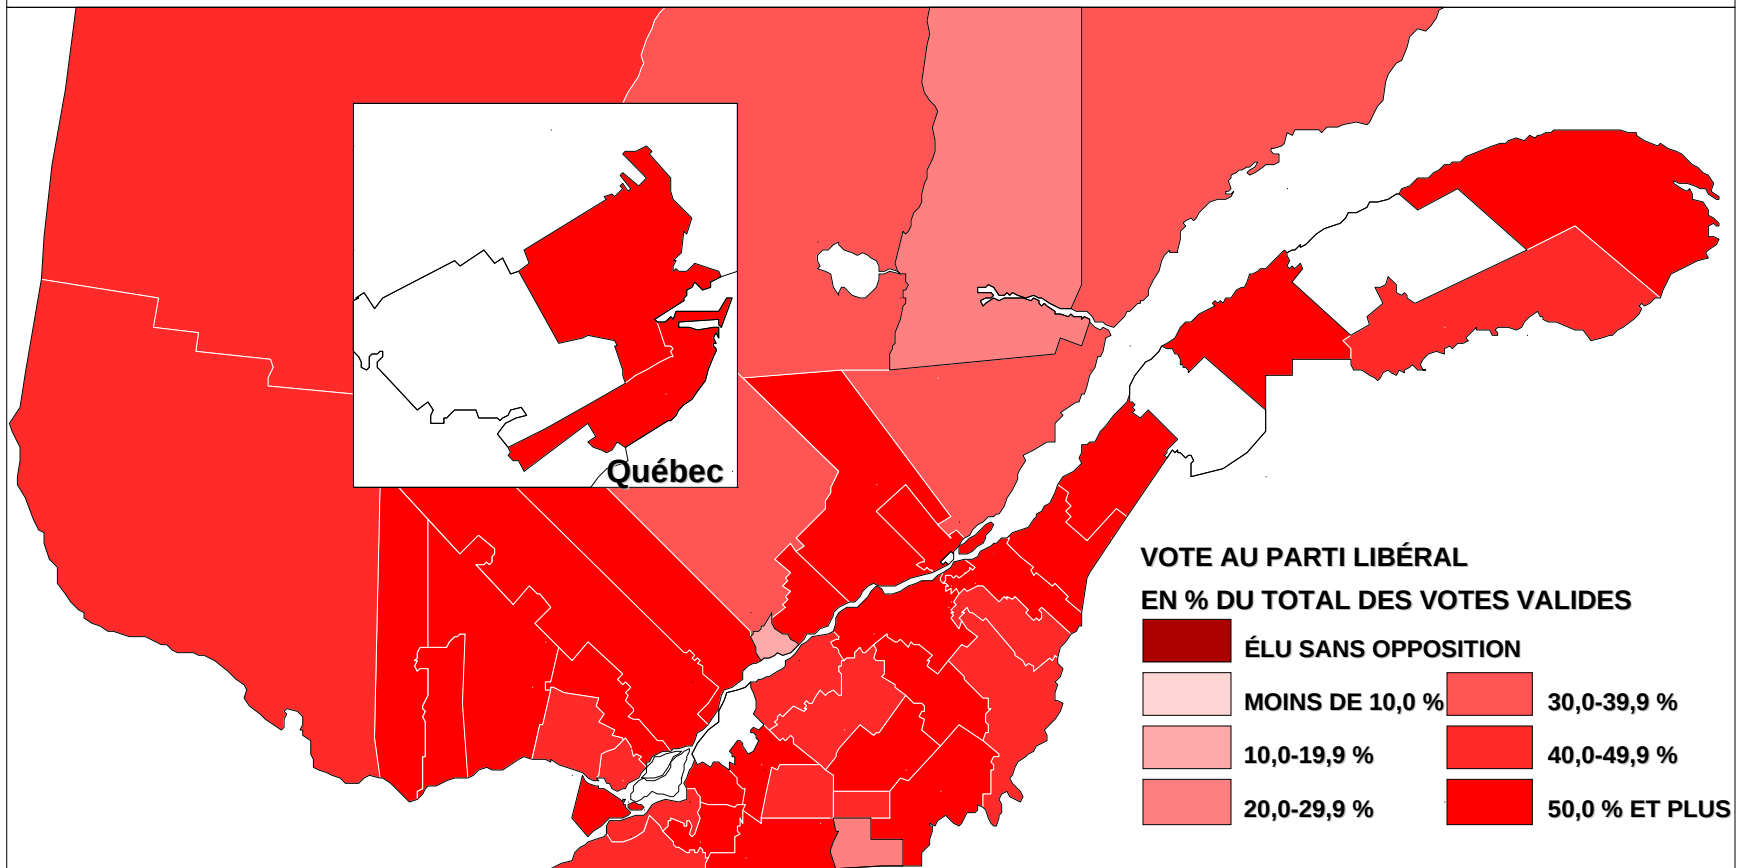 Québec
VOTE AU PARTI LIBÉRAL
EN % DU TOTAL DES VOTES VALIDES
ÉLU SANS OPPOSITION
MOINS DE 10,0 %
30,0-39,9 %
10,0-19,9 %
40,0-49,9 %
20,0-29,9 %
50,0 % ET PLUS